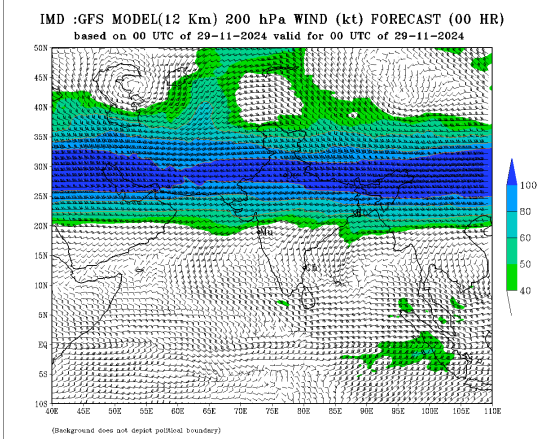 IMD :GFS MODEL(12 Km) 200 hPa WIND (kt) FORECAST (00 HR)
based on 00 UTC of 29-11-2024 valid for 00 UTC of 29-11-2024
50N
45N
40N
35N
30N
25N
20N
15N
10N
5N
EQ
5S
10S
40E 45E 50E 55E 60E 65E 70E 75E 80E 85E 90E 95E 100E 105E 110E
100
80
60
50
40
(Background does not depict political boundary)